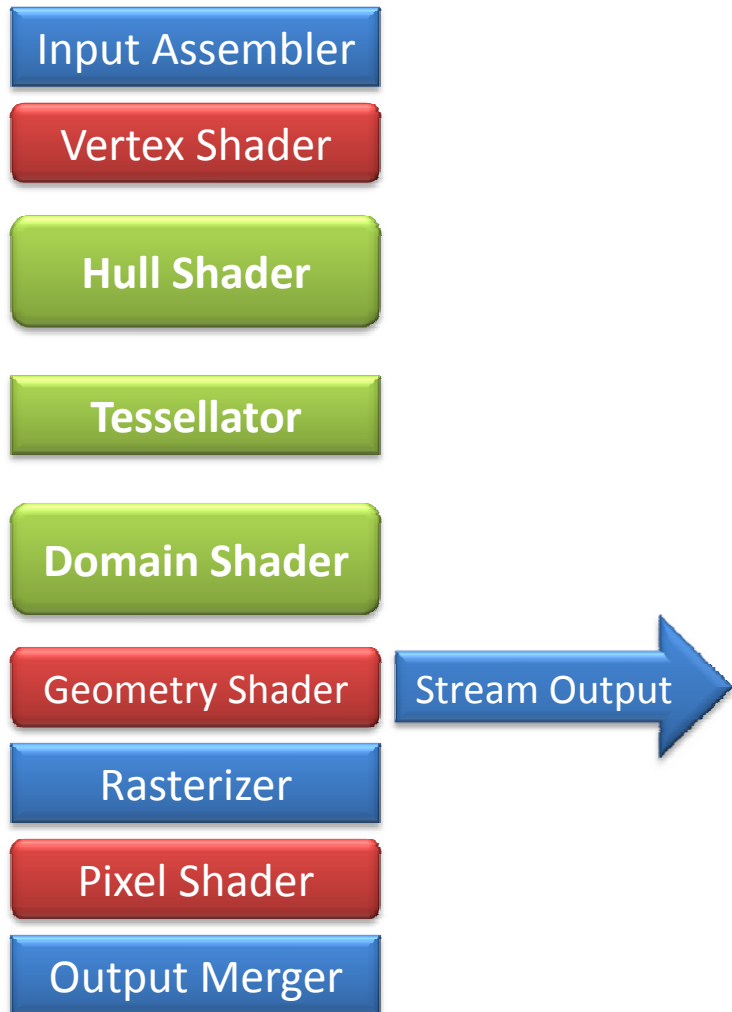 Input Assembler
Vertex Shader
Hull Shader
Tessellator
Domain Shader
Geometry Shader
Stream Output
Rasterizer
Pixel Shader
Output Merger